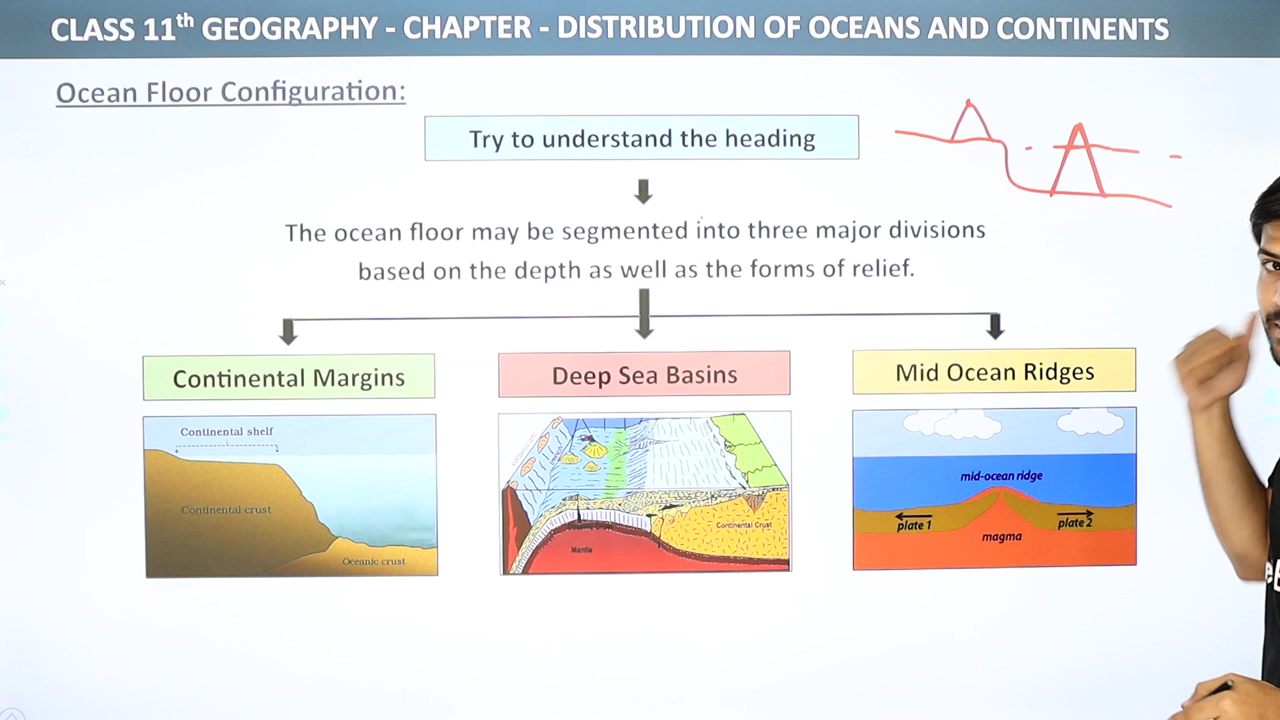 CLASS 11th GEOGRAPHY - CHAPTER - DISTRIBUTION OF OCEANS AND CONTINENTS
Ocean Floor Configuration:
Try to understand the heading
The ocean floor may be segmented into three major divisions
based on the depth as well as the forms of relief.
Continental Margins
Deep Sea Basins
Mid Ocean Ridges
Continental shelf
Continental crust
Oceanic crust
Continental Crust
Mantle
mid-ocean ridge
plate 1
plate 2
magma